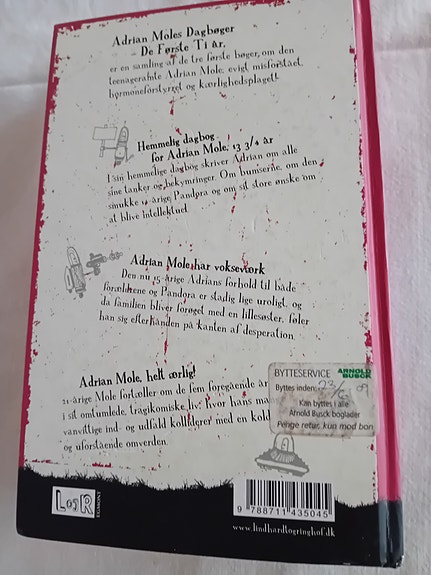 Adrian Moles Dagbøger
– De Første Ti år,
er en samling af de tre første bøger, om den
teenageramte Adrian Mole, evigt misforstået,
hormonforstyrret og kærlighedsplaget!
Hemmelig dagbog
for Adrian Mole, 13 3/4 år
I sin hemmelige dagbog skriver Adrian om alle
sine tanker og bekymringer. Om bumserne, om den
smukke -årige Pandora og om sit store ønske om
at blive intellektuel.
Adrian Mole har vokseværk
Den nu 15-årige Adrians forhold til både
forældrene og Pandora er stadig lige uroligt, og
da familien bliver forøget med en lillesøster, føler
han sig efterhånden på kanten af desperation.
Adrian Mole, helt ærlig!
21-årige Mole fortæller om de fem foregående år
i sit omtumlede, tragikomiske liv, hvor hans
vanvittige ind- og udfald kolliderer med en kold
og uforstående omverden.
BYTTESERVICE ARNOLD BUSCK
Byttes inden: 23/6 09
Kan byttes i alle
Arnold Busck boglader
Penge retur, kun mod bon
L&R
EGMONT
9 788711 435045
www.lindhardtogringhof.dk